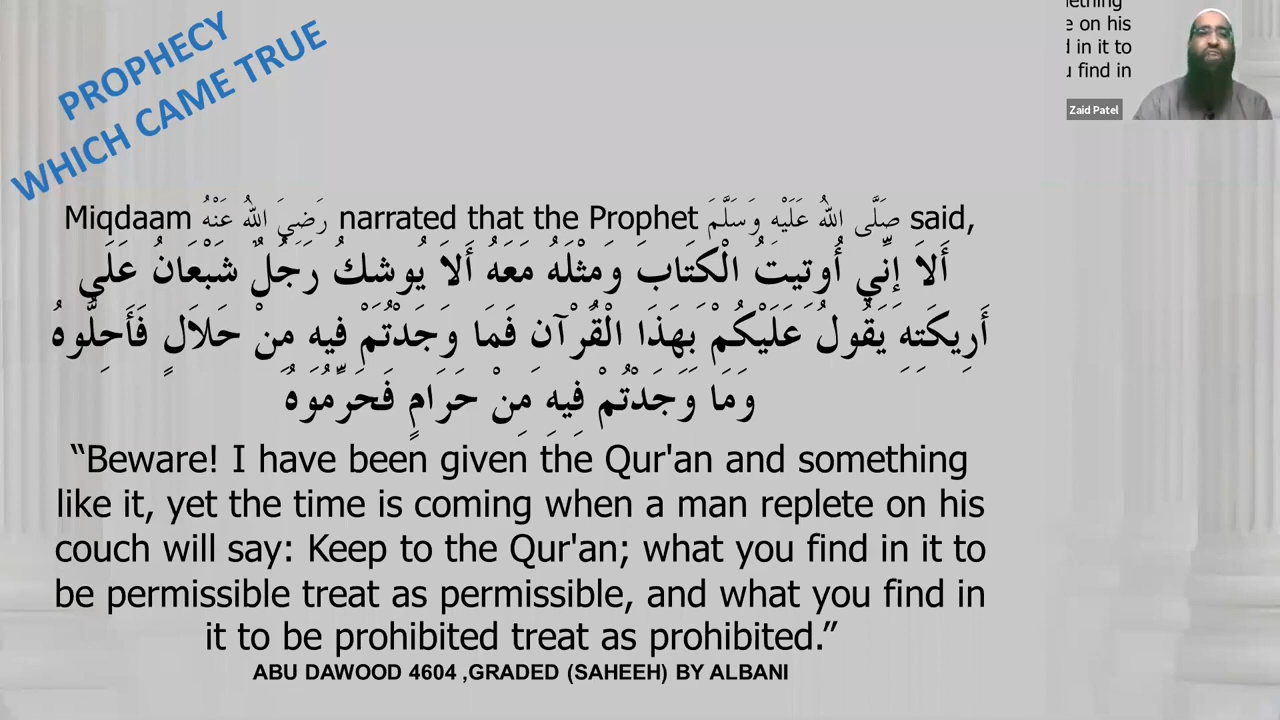 PROPHECY
WHICH CAME TRUE
Miqdaam رَضِيَ اللهُ عَنْهُ narrated that the Prophet صَلَّى اللهُ عَلَيْهِ وَسَلَّمَ said,
أَلاَ إِنِّي أُوتِيتُ الْكِتَابَ وَمِثْلَهُ مَعَهُ أَلاَ يُوشِكُ رَجُلٌ شَبْعَانُ عَلَى
أَرِيكَتِهِ يَقُولُ عَلَيْكُمْ بِهَذَا الْقُرْآنِ فَمَا وَجَدْتُمْ فِيهِ مِنْ حَلاَلٍ فَأَحِلُّوهُ
وَمَا وَجَدْتُمْ فِيهِ مِنْ حَرَامٍ فَحَرِّمُوهُ
“Beware! I have been given the Qur'an and something
like it, yet the time is coming when a man replete on his
couch will say: Keep to the Qur'an; what you find in it to
be permissible treat as permissible, and what you find in
it to be prohibited treat as prohibited.”
ABU DAWOOD 4604 ,GRADED (SAHEEH) BY ALBANI
ething
e on his
d in it to
u find in
Zaid Patel